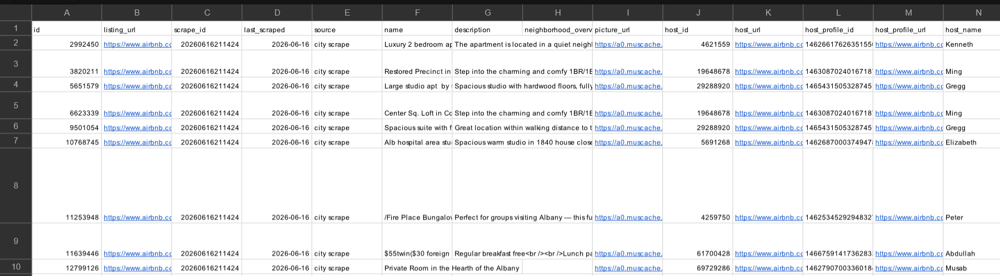 A B C D E F G H I J K L M N
1 id listing_url scrape_id last_scraped source name description neighborhood_overv picture_url host_id host_url host_profile_id host_profile_url host_name
2 2992450 https://www.airbnb.cc 20260616211424 2026-06-16 city scrape Luxury 2 bedroom ap The apartment is located in a quiet neighl https://a0.muscache. 4621559 https://www.airbnb.cc 1462661762635155 https://www.airbnb.cc Kenneth
3 3820211 https://www.airbnb.cc 20260616211424 2026-06-16 city scrape Restored Precinct in Step into the charming and comfy 1BR/1E https://a0.muscache. 19648678 https://www.airbnb.cc 1463087024016718 https://www.airbnb.cc Ming
4 5651579 https://www.airbnb.cc 20260616211424 2026-06-16 city scrape Large studio apt by Spacious studio with hardwood floors, fully https://a0.muscache. 29288920 https://www.airbnb.cc 1465431505328745 https://www.airbnb.cc Gregg
5 6623339 https://www.airbnb.cc 20260616211424 2026-06-16 city scrape Center Sq. Loft in Co Step into the charming and comfy 1BR/1E https://a0.muscache. 19648678 https://www.airbnb.cc 1463087024016718 https://www.airbnb.cc Ming
6 9501054 https://www.airbnb.cc 20260616211424 2026-06-16 city scrape Spacious suite with f Great location within walking distance to t https://a0.muscache. 29288920 https://www.airbnb.cc 1465431505328745 https://www.airbnb.cc Gregg
7 10768745 https://www.airbnb.cc 20260616211424 2026-06-16 city scrape Alb hospital area stu Spacious warm studio in 1840 house close https://a0.muscache. 5691268 https://www.airbnb.cc 1462687000374947 https://www.airbnb.cc Elizabeth
8 11253948 https://www.airbnb.cc 20260616211424 2026-06-16 city scrape /Fire Place Bungalov Perfect for groups visiting Albany — this fu https://a0.muscache. 4259750 https://www.airbnb.cc 1462534529294832 https://www.airbnb.cc Peter
9 11639446 https://www.airbnb.cc 20260616211424 2026-06-16 city scrape $55twin($30 foreign Regular breakfast free<br /><br />Lunch pa https://a0.muscache. 61700428 https://www.airbnb.cc 1466759141736283 https://www.airbnb.cc Abdullah
10 12799126 https://www.airbnb.cc 20260616211424 2026-06-16 city scrape Private Room in the Hearth of the Albany https://a0.muscache. 69729286 https://www.airbnb.cc 1462790700336018 https://www.airbnb.cc Musab